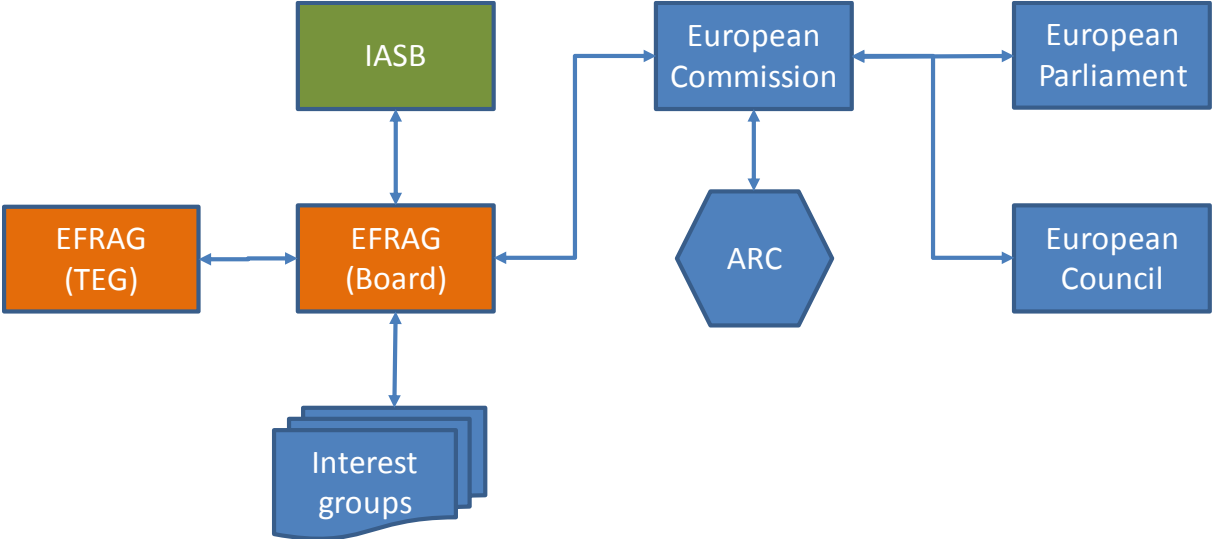 IASB
European
Commission
European
Parliament
EFRAG
(TEG)
EFRAG
(Board)
ARC
European
Council
Interest
groups